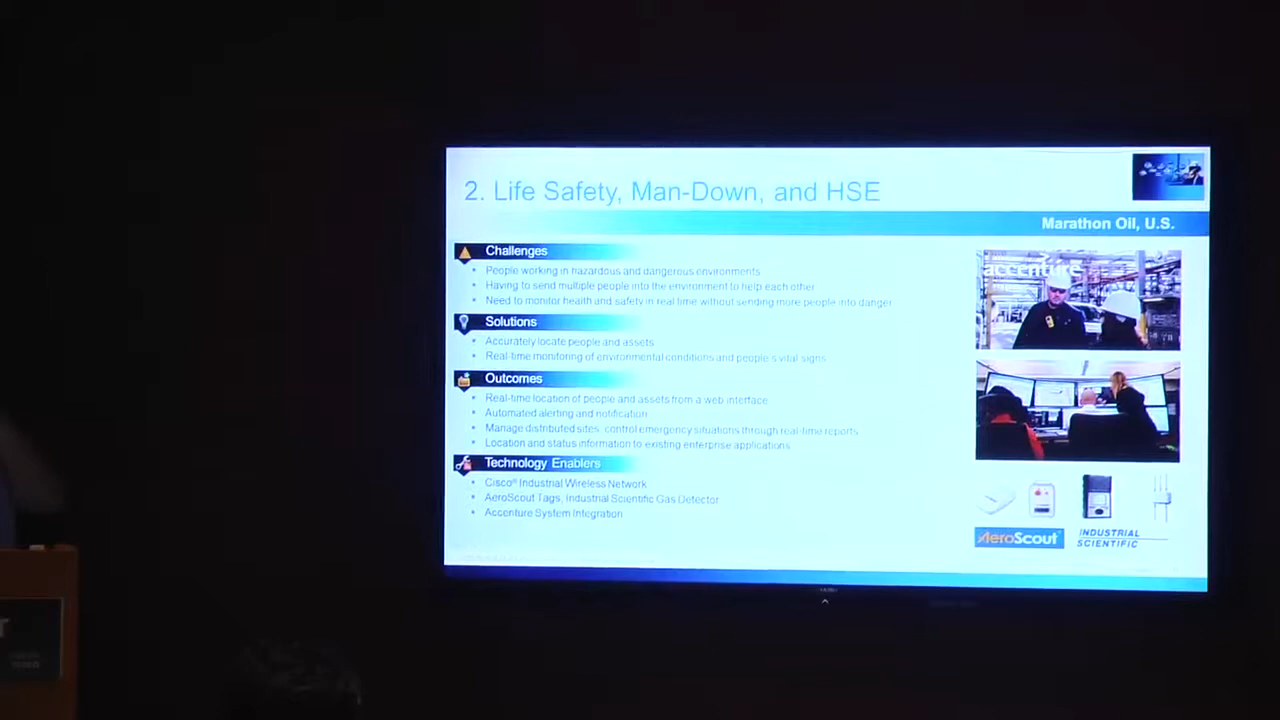 2. Life Safety, Man-Down, and HSE
Marathon Oil, U.S.
Challenges
• People working in hazardous and dangerous environments
• Having to send multiple people into the environment to help each other
• Need to monitor health and safety in real time without sending more people into danger
accenture
Solutions
• Accurately locate people and assets
• Real-time monitoring of environmental conditions and people's vital signs
Outcomes
• Real-time location of people and assets from a web interface
• Automated alerting and notification
• Manage distributed sites, control emergency situations through real-time reports
• Location and status information to existing enterprise applications
Technology Enablers
• Cisco® Industrial Wireless Network
• AeroScout Tags, Industrial Scientific Gas Detector
• Accenture System Integration
AeroScout
INDUSTRIAL
SCIENTIFIC
T